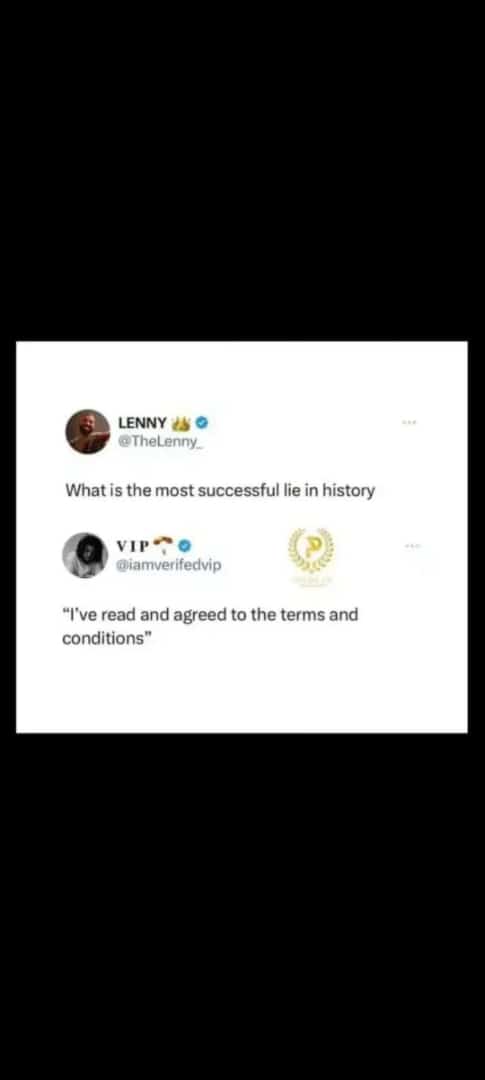 LENNY
@TheLenny_
What is the most successful lie in history
VIP
@iamverifedvip
“I’ve read and agreed to the terms and
conditions”